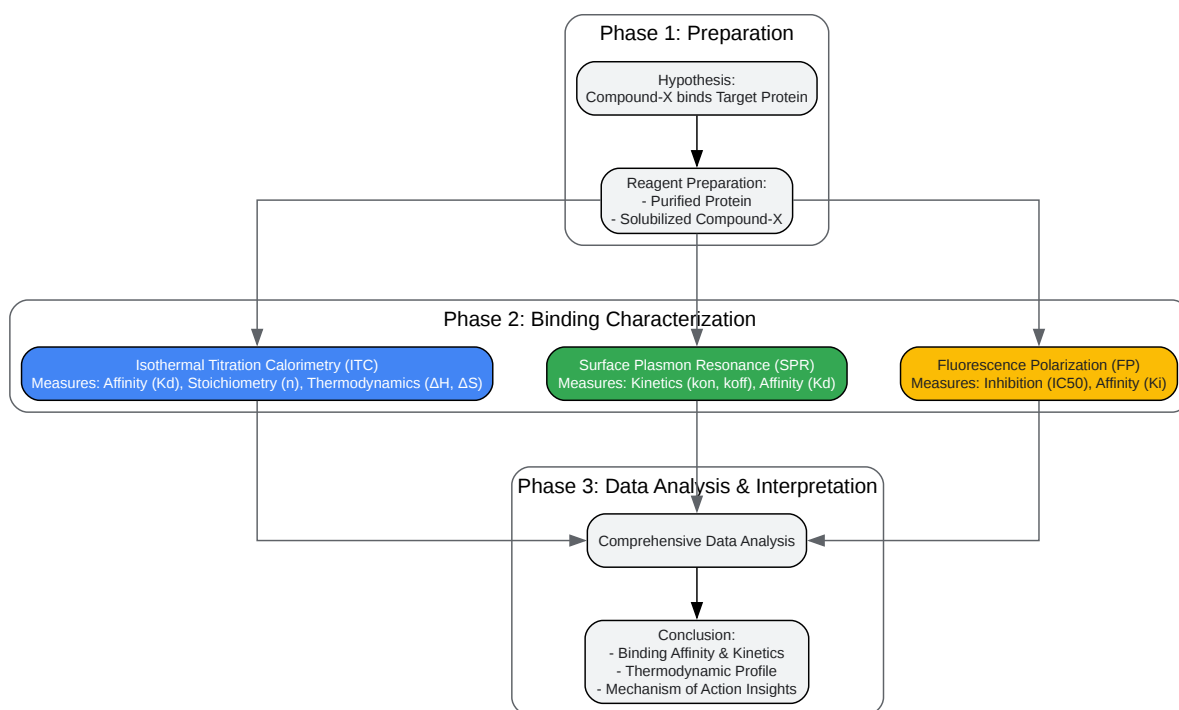 Phase 1: Preparation
Hypothesis:
Compound-X binds Target Protein
Reagent Preparation:
- Purified Protein
- Solubilized Compound-X
Phase 2: Binding Characterization
Isothermal Titration Calorimetry (ITC)
Measures: Affinity (Kd), Stoichiometry (n), Thermodynamics (ΔH, ΔS)
Surface Plasmon Resonance (SPR)
Measures: Kinetics (kon, koff), Affinity (Kd)
Fluorescence Polarization (FP)
Measures: Inhibition (IC50), Affinity (Ki)
Phase 3: Data Analysis & Interpretation
Comprehensive Data Analysis
Conclusion:
- Binding Affinity & Kinetics
- Thermodynamic Profile
- Mechanism of Action Insights